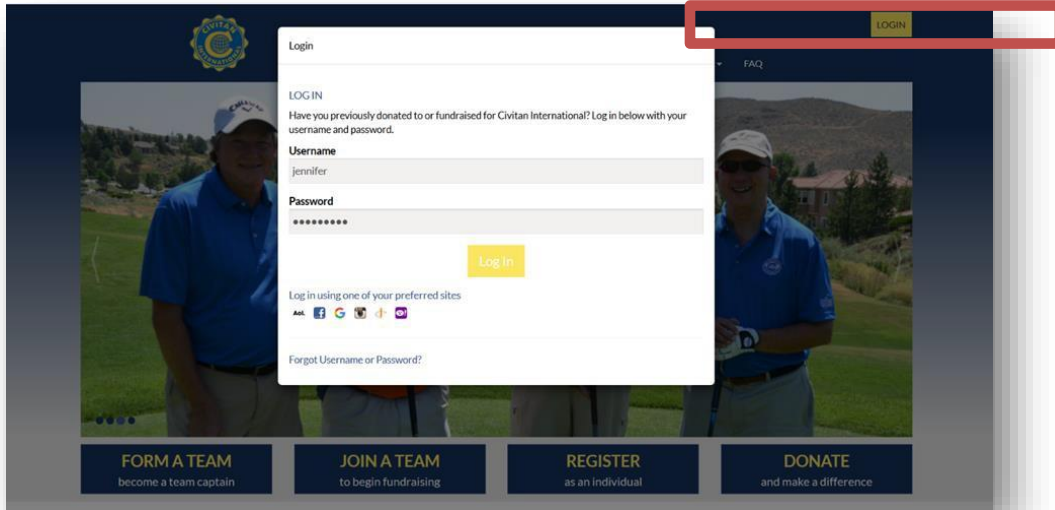 CIVITAN
INTERNATIONAL
LOGIN
FAQ
Login
LOG IN
Have you previously donated to or fundraised for Civitan International? Log in below with your
username and password.
Username
jennifer
Password
•••••••••
Log In
Log in using one of your preferred sites
Aol.
Forgot Username or Password?
FORM A TEAM
become a team captain
JOIN A TEAM
to begin fundraising
REGISTER
as an individual
DONATE
and make a difference